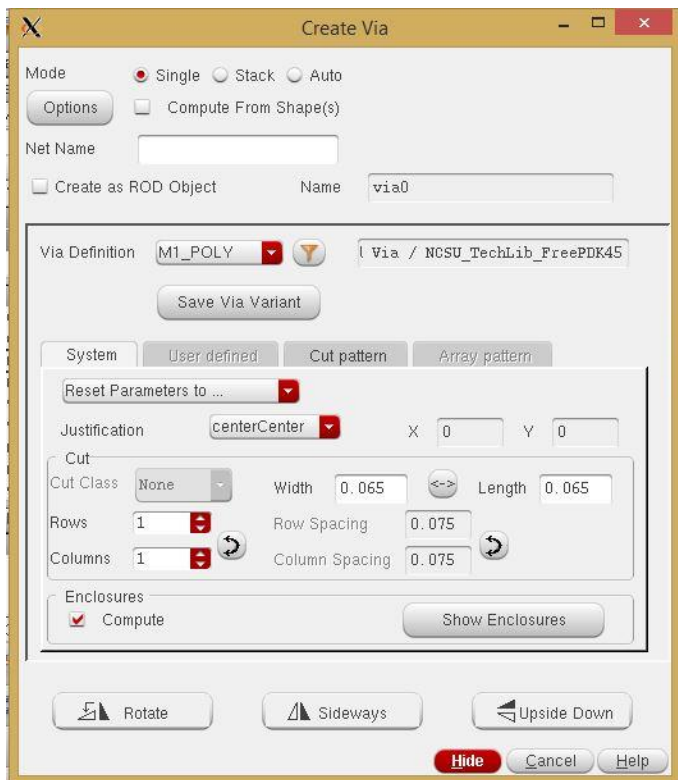 Create Via
Mode Single Stack Auto
Options Compute From Shape(s)
Net Name
Create as ROD Object Name via0
Via Definition M1_POLY Via / NCSU_TechLib_FreePDK45
Save Via Variant
System User defined Cut pattern Array pattern
Reset Parameters to ...
Justification centerCenter X 0 Y 0
Cut
Cut Class None Width 0.065 <-> Length 0.065
Rows 1 Row Spacing 0.075
Columns 1 Column Spacing 0.075
Enclosures
Compute Show Enclosures
Rotate Sideways Upside Down
Hide Cancel Help